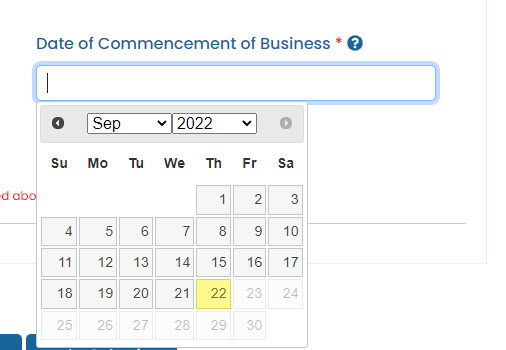 Date of Commencement of Business * ?
Sep 2022
Su Mo Tu We Th Fr Sa
1 2 3
ed abo
4 5 6 7 8 9 10
11 12 13 14 15 16 17
18 19 20 21 22 23 24
25 26 27 28 29 30